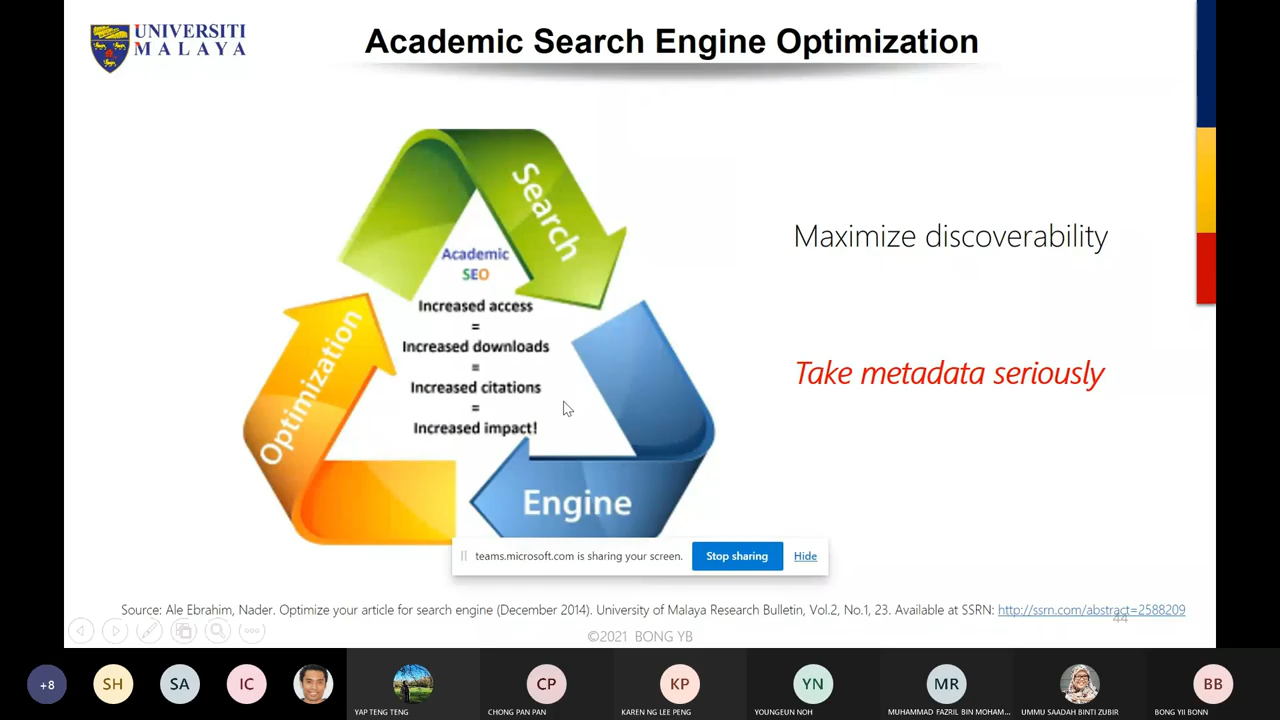 UNIVERSITI
MALAYA
Academic Search Engine Optimization
Search
Academic
SEO
Increased access
=
Increased downloads
=
Increased citations
=
Increased impact!
Optimization
Engine
Maximize discoverability
Take metadata seriously
teams.microsoft.com is sharing your screen.
Stop sharing
Hide
Source: Ale Ebrahim, Nader. Optimize your article for search engine (December 2014). University of Malaya Research Bulletin, Vol.2, No.1, 23. Available at SSRN: http://ssrn.com/abstract=2588209
44
©2021 BONG YB
+8
SH
SA
IC
YAP TENG TENG
CP
CHONG PAN PAN
KP
KAREN NG LEE PENG
YN
YOUNGEUN NOH
MR
MUHAMMAD FAZRIL BIN MOHAM...
UMMU SAADAH BINTI ZUBIR
BB
BONG YII BONN